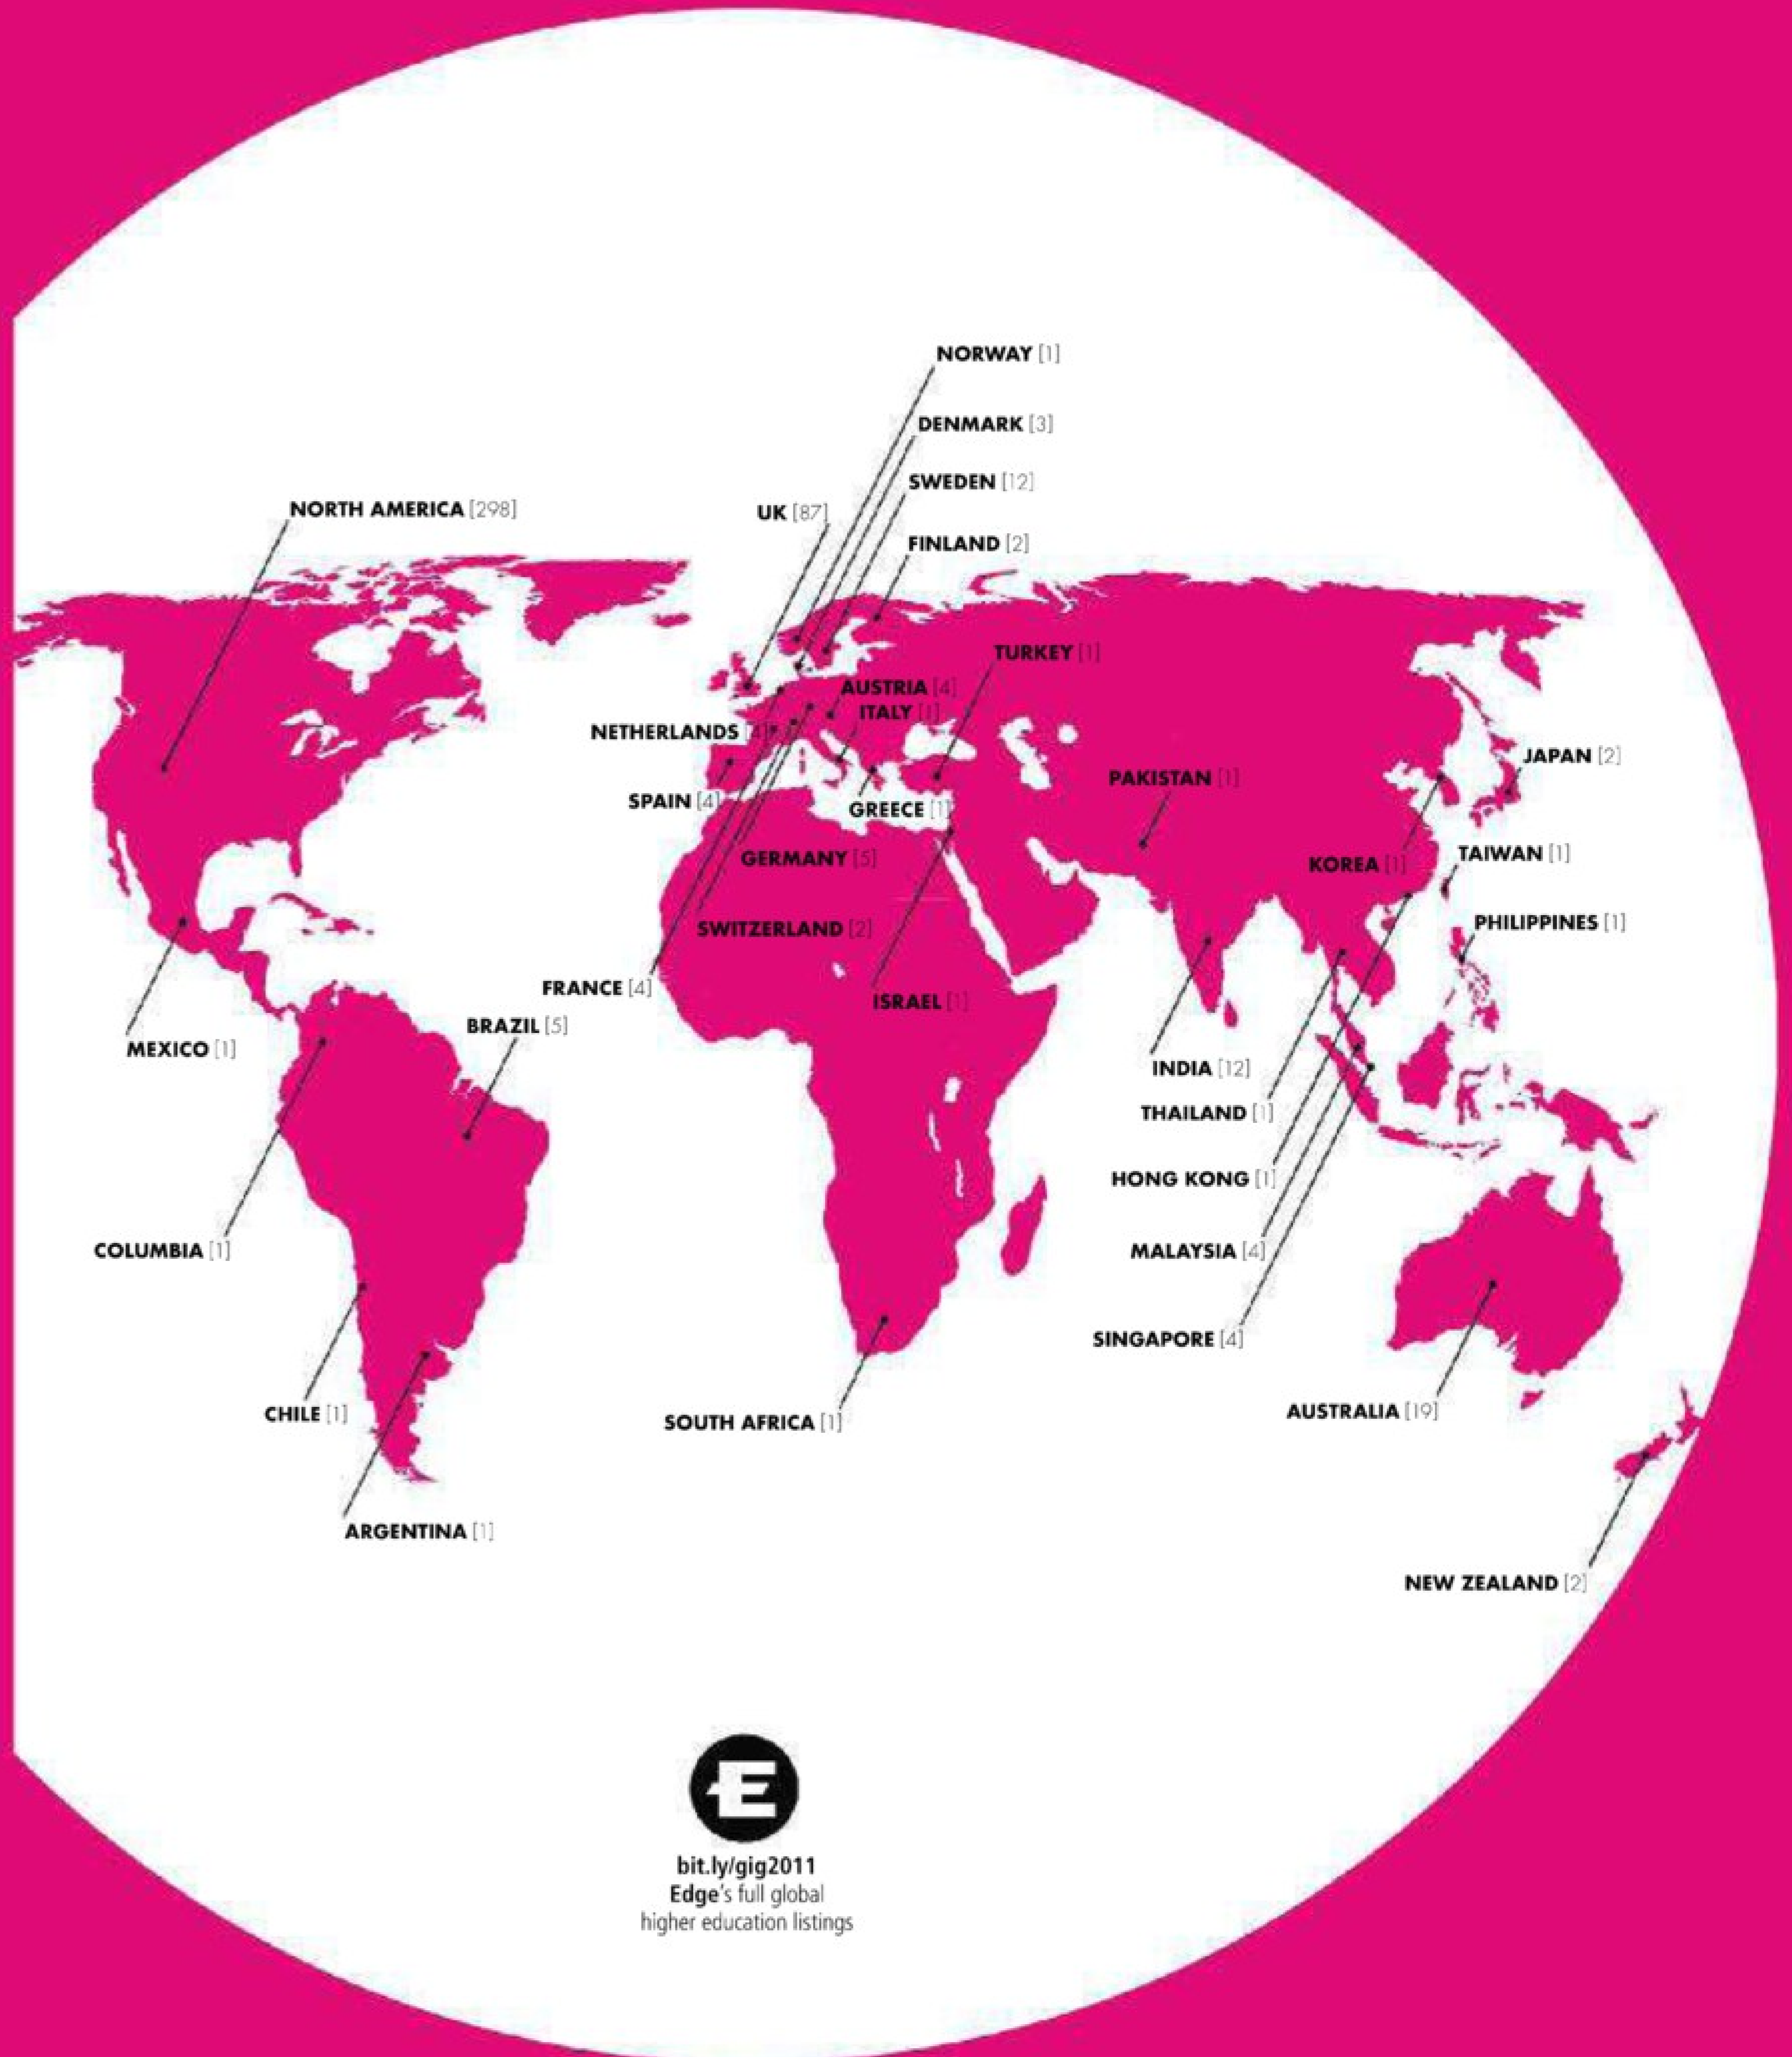 NORWAY [1]
DENMARK [3]
SWEDEN [12]
NORTH AMERICA [298]
UK [87]
FINLAND [2]
TURKEY [1]
AUSTRIA [4]
ITALY [1]
NETHERLANDS [4]
JAPAN [2]
PAKISTAN [1]
SPAIN [4]
GREECE [1]
GERMANY [5]
KOREA [1]
TAIWAN [1]
PHILIPPINES [1]
SWITZERLAND [2]
FRANCE [4]
ISRAEL [1]
BRAZIL [5]
MEXICO [1]
INDIA [12]
THAILAND [1]
HONG KONG [1]
COLUMBIA [1]
MALAYSIA [4]
SINGAPORE [4]
CHILE [1]
SOUTH AFRICA [1]
AUSTRALIA [19]
ARGENTINA [1]
NEW ZEALAND [2]
E
bit.ly/gig2011
Edge's full global
higher education listings